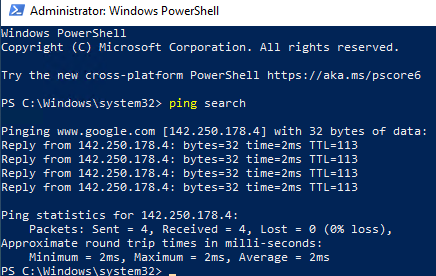 Administrator: Windows PowerShell
Windows PowerShell
Copyright (C) Microsoft Corporation. All rights reserved.
Try the new cross-platform PowerShell https://aka.ms/pscore6
PS C:\Windows\system32> ping search
Pinging www.google.com [142.250.178.4] with 32 bytes of data:
Reply from 142.250.178.4: bytes=32 time=2ms TTL=113
Reply from 142.250.178.4: bytes=32 time=2ms TTL=113
Reply from 142.250.178.4: bytes=32 time=2ms TTL=113
Reply from 142.250.178.4: bytes=32 time=2ms TTL=113
Ping statistics for 142.250.178.4:
    Packets: Sent = 4, Received = 4, Lost = 0 (0% loss),
Approximate round trip times in milli-seconds:
    Minimum = 2ms, Maximum = 2ms, Average = 2ms
PS C:\Windows\system32> _